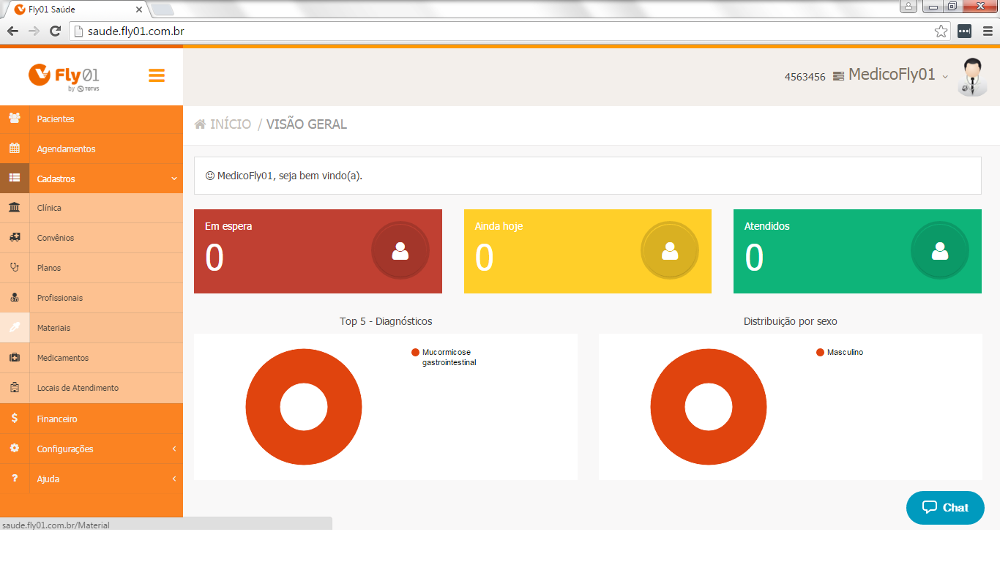 Fly01 Saúde
saude.fly01.com.br
Fly01
by TOTVS
4563456 MedicoFly01
INÍCIO / VISÃO GERAL
Pacientes
Agendamentos
Cadastros
Clínica
Convênios
Planos
Profissionais
Materiais
Medicamentos
Locais de Atendimento
Financeiro
Configurações
Ajuda
MedicoFly01, seja bem vindo(a).
Em espera
0
Ainda hoje
0
Atendidos
0
Top 5 - Diagnósticos
Mucormicose
gastrointestinal
Distribuição por sexo
Masculino
Chat
saude.fly01.com.br/Material